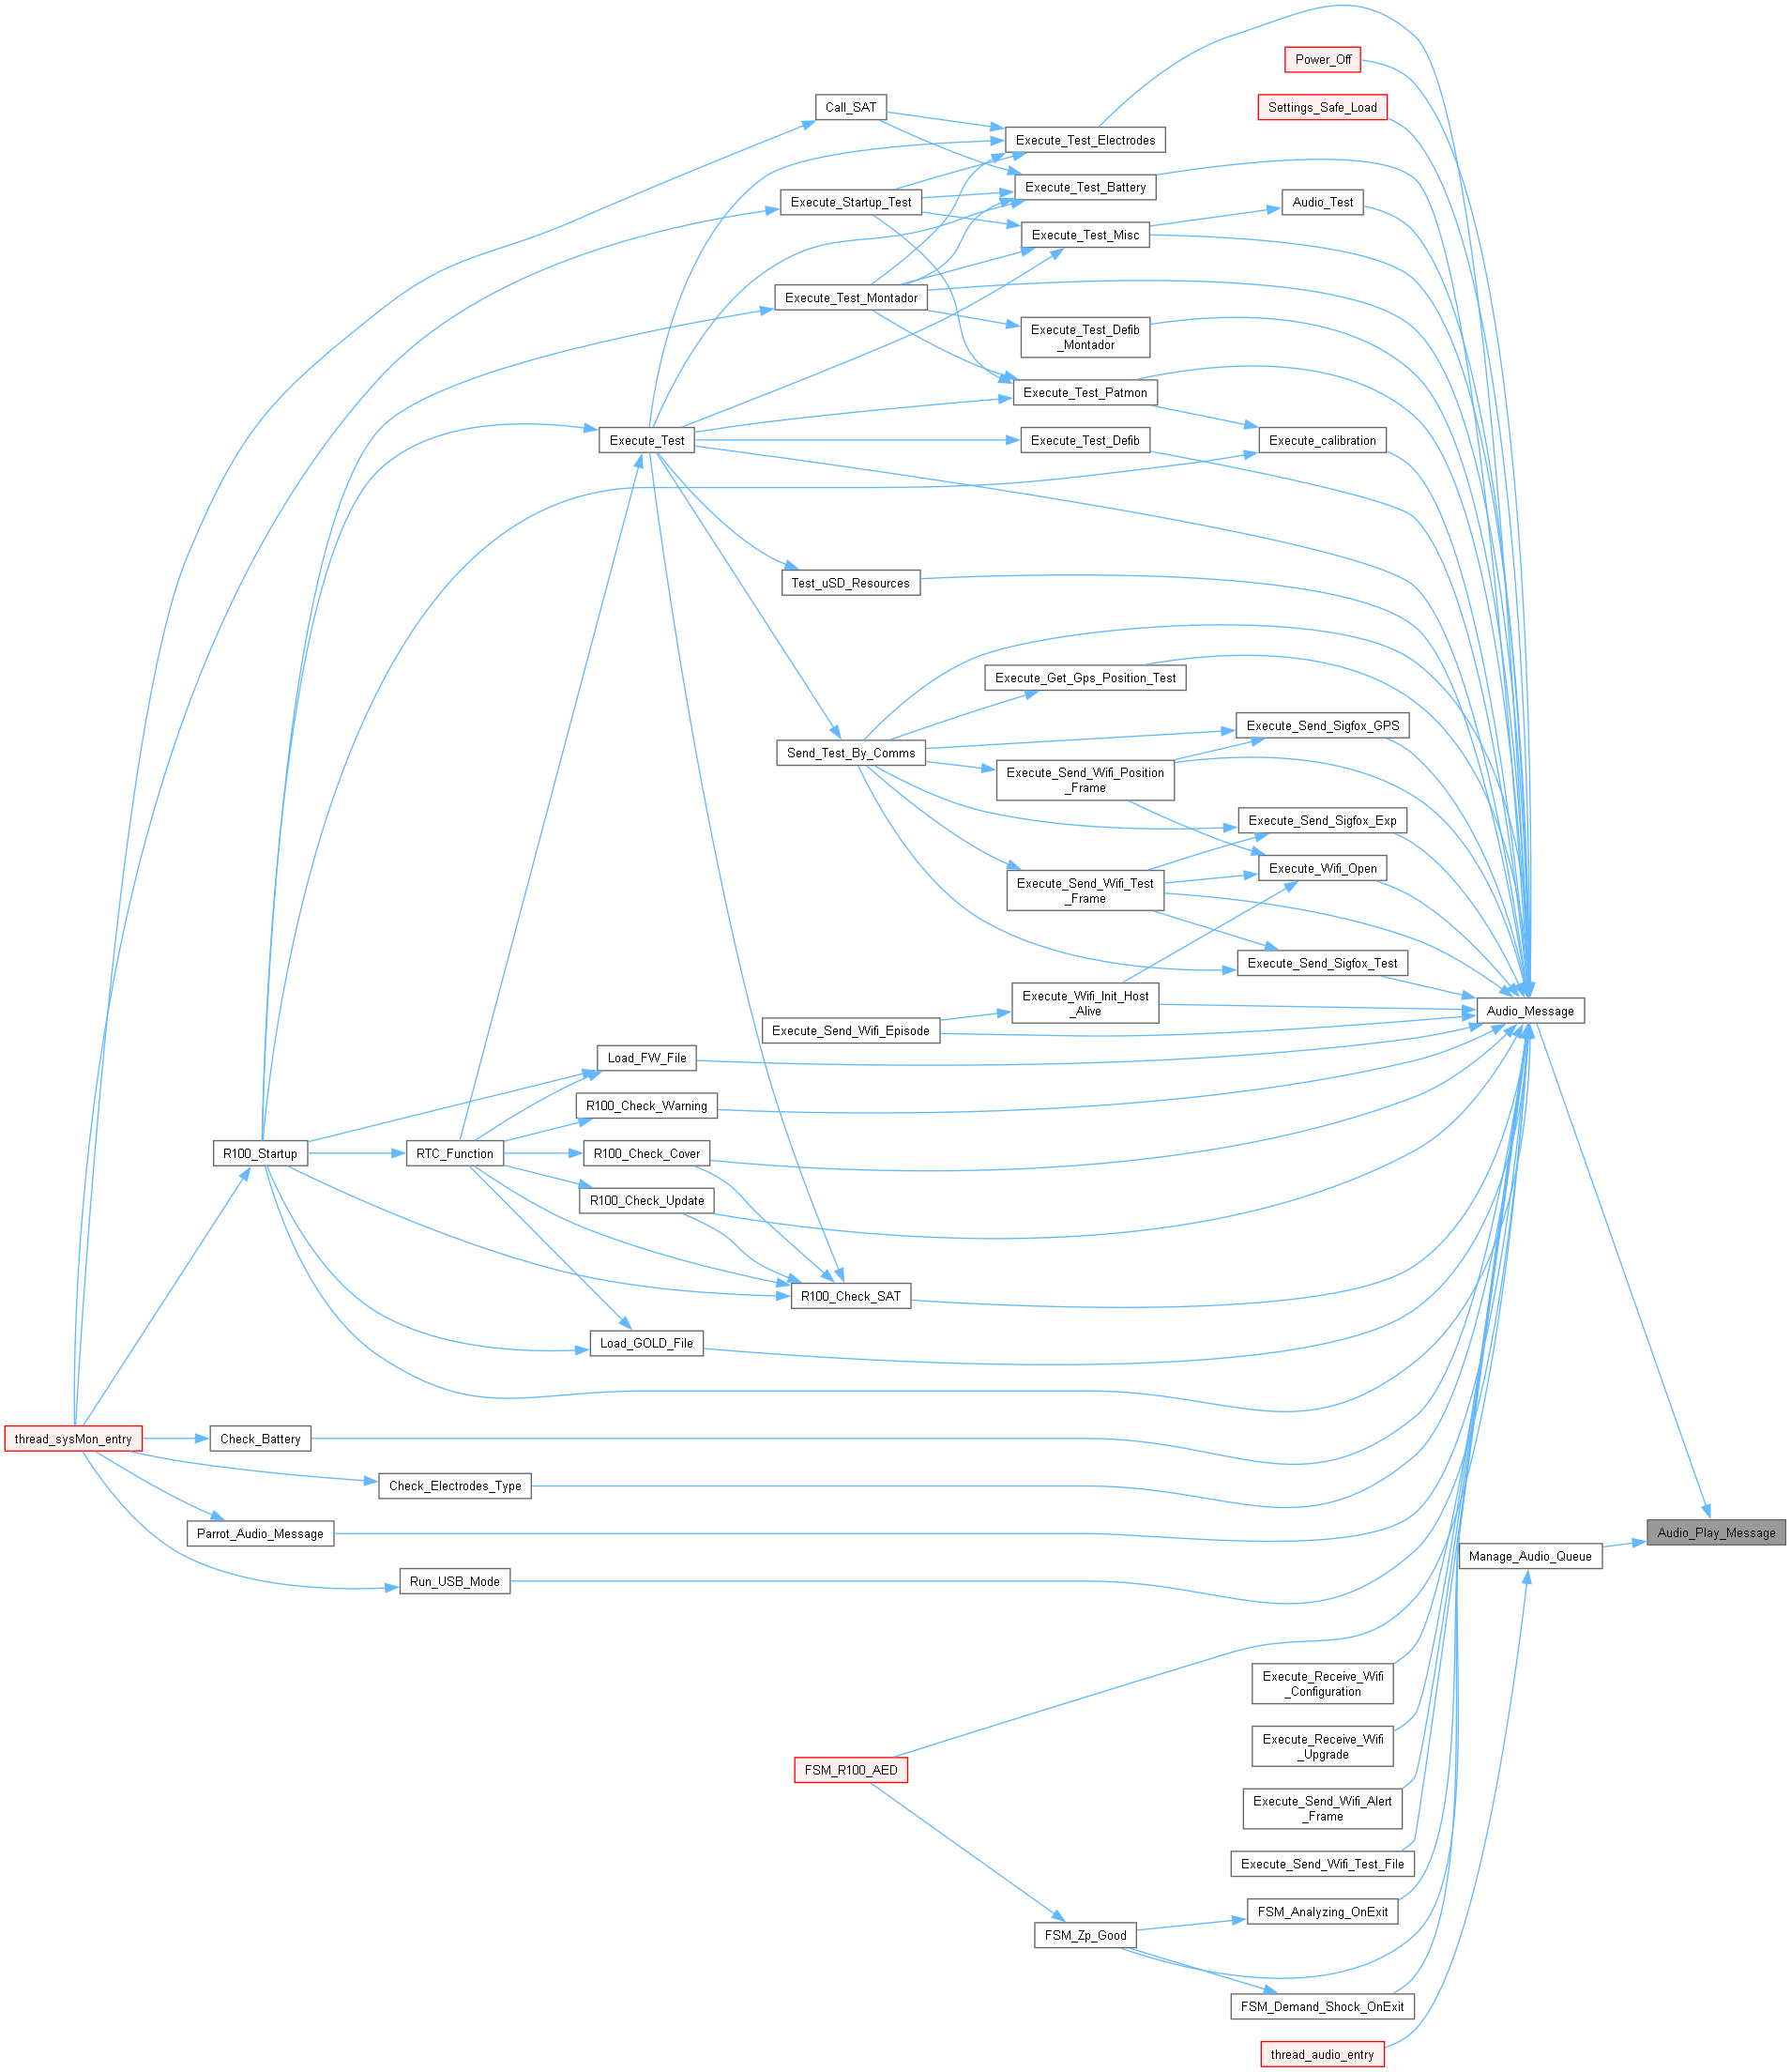 Power_Off
Call_SAT
Settings_Safe_Load
Execute_Test_Electrodes
Execute_Test_Battery
Execute_Startup_Test
Audio_Test
Execute_Test_Misc
Execute_Test_Montador
Execute_Test_Defib
_Montador
Execute_Test_Patmon
Execute_Test
Execute_Test_Defib
Execute_calibration
Test_uSD_Resources
Execute_Get_Gps_Position_Test
Execute_Send_Sigfox_GPS
Send_Test_By_Comms
Execute_Send_Wifi_Position
_Frame
Execute_Send_Sigfox_Exp
Execute_Wifi_Open
Execute_Send_Wifi_Test
_Frame
Execute_Send_Sigfox_Test
Execute_Wifi_Init_Host
_Alive
Audio_Message
Execute_Send_Wifi_Episode
Load_FW_File
R100_Check_Warning
R100_Startup
RTC_Function
R100_Check_Cover
R100_Check_Update
R100_Check_SAT
Load_GOLD_File
thread_sysMon_entry
Check_Battery
Check_Electrodes_Type
Parrot_Audio_Message
Audio_Play_Message
Manage_Audio_Queue
Run_USB_Mode
Execute_Receive_Wifi
_Configuration
Execute_Receive_Wifi
_Upgrade
FSM_R100_AED
Execute_Send_Wifi_Alert
_Frame
Execute_Send_Wifi_Test_File
FSM_Analyzing_OnExit
FSM_Zp_Good
FSM_Demand_Shock_OnExit
thread_audio_entry